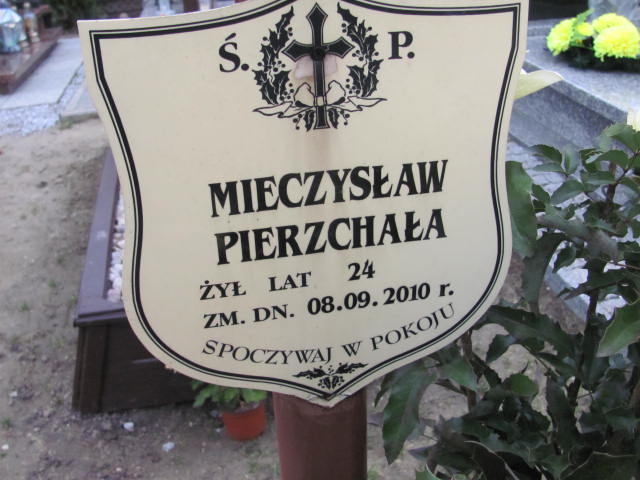 Ś. P.
MIECZYSŁAW
PIERZCHAŁA
ŻYŁ LAT 24
ZM. DN. 08.09.2010 r.
SPOCZYWAJ W POKOJU